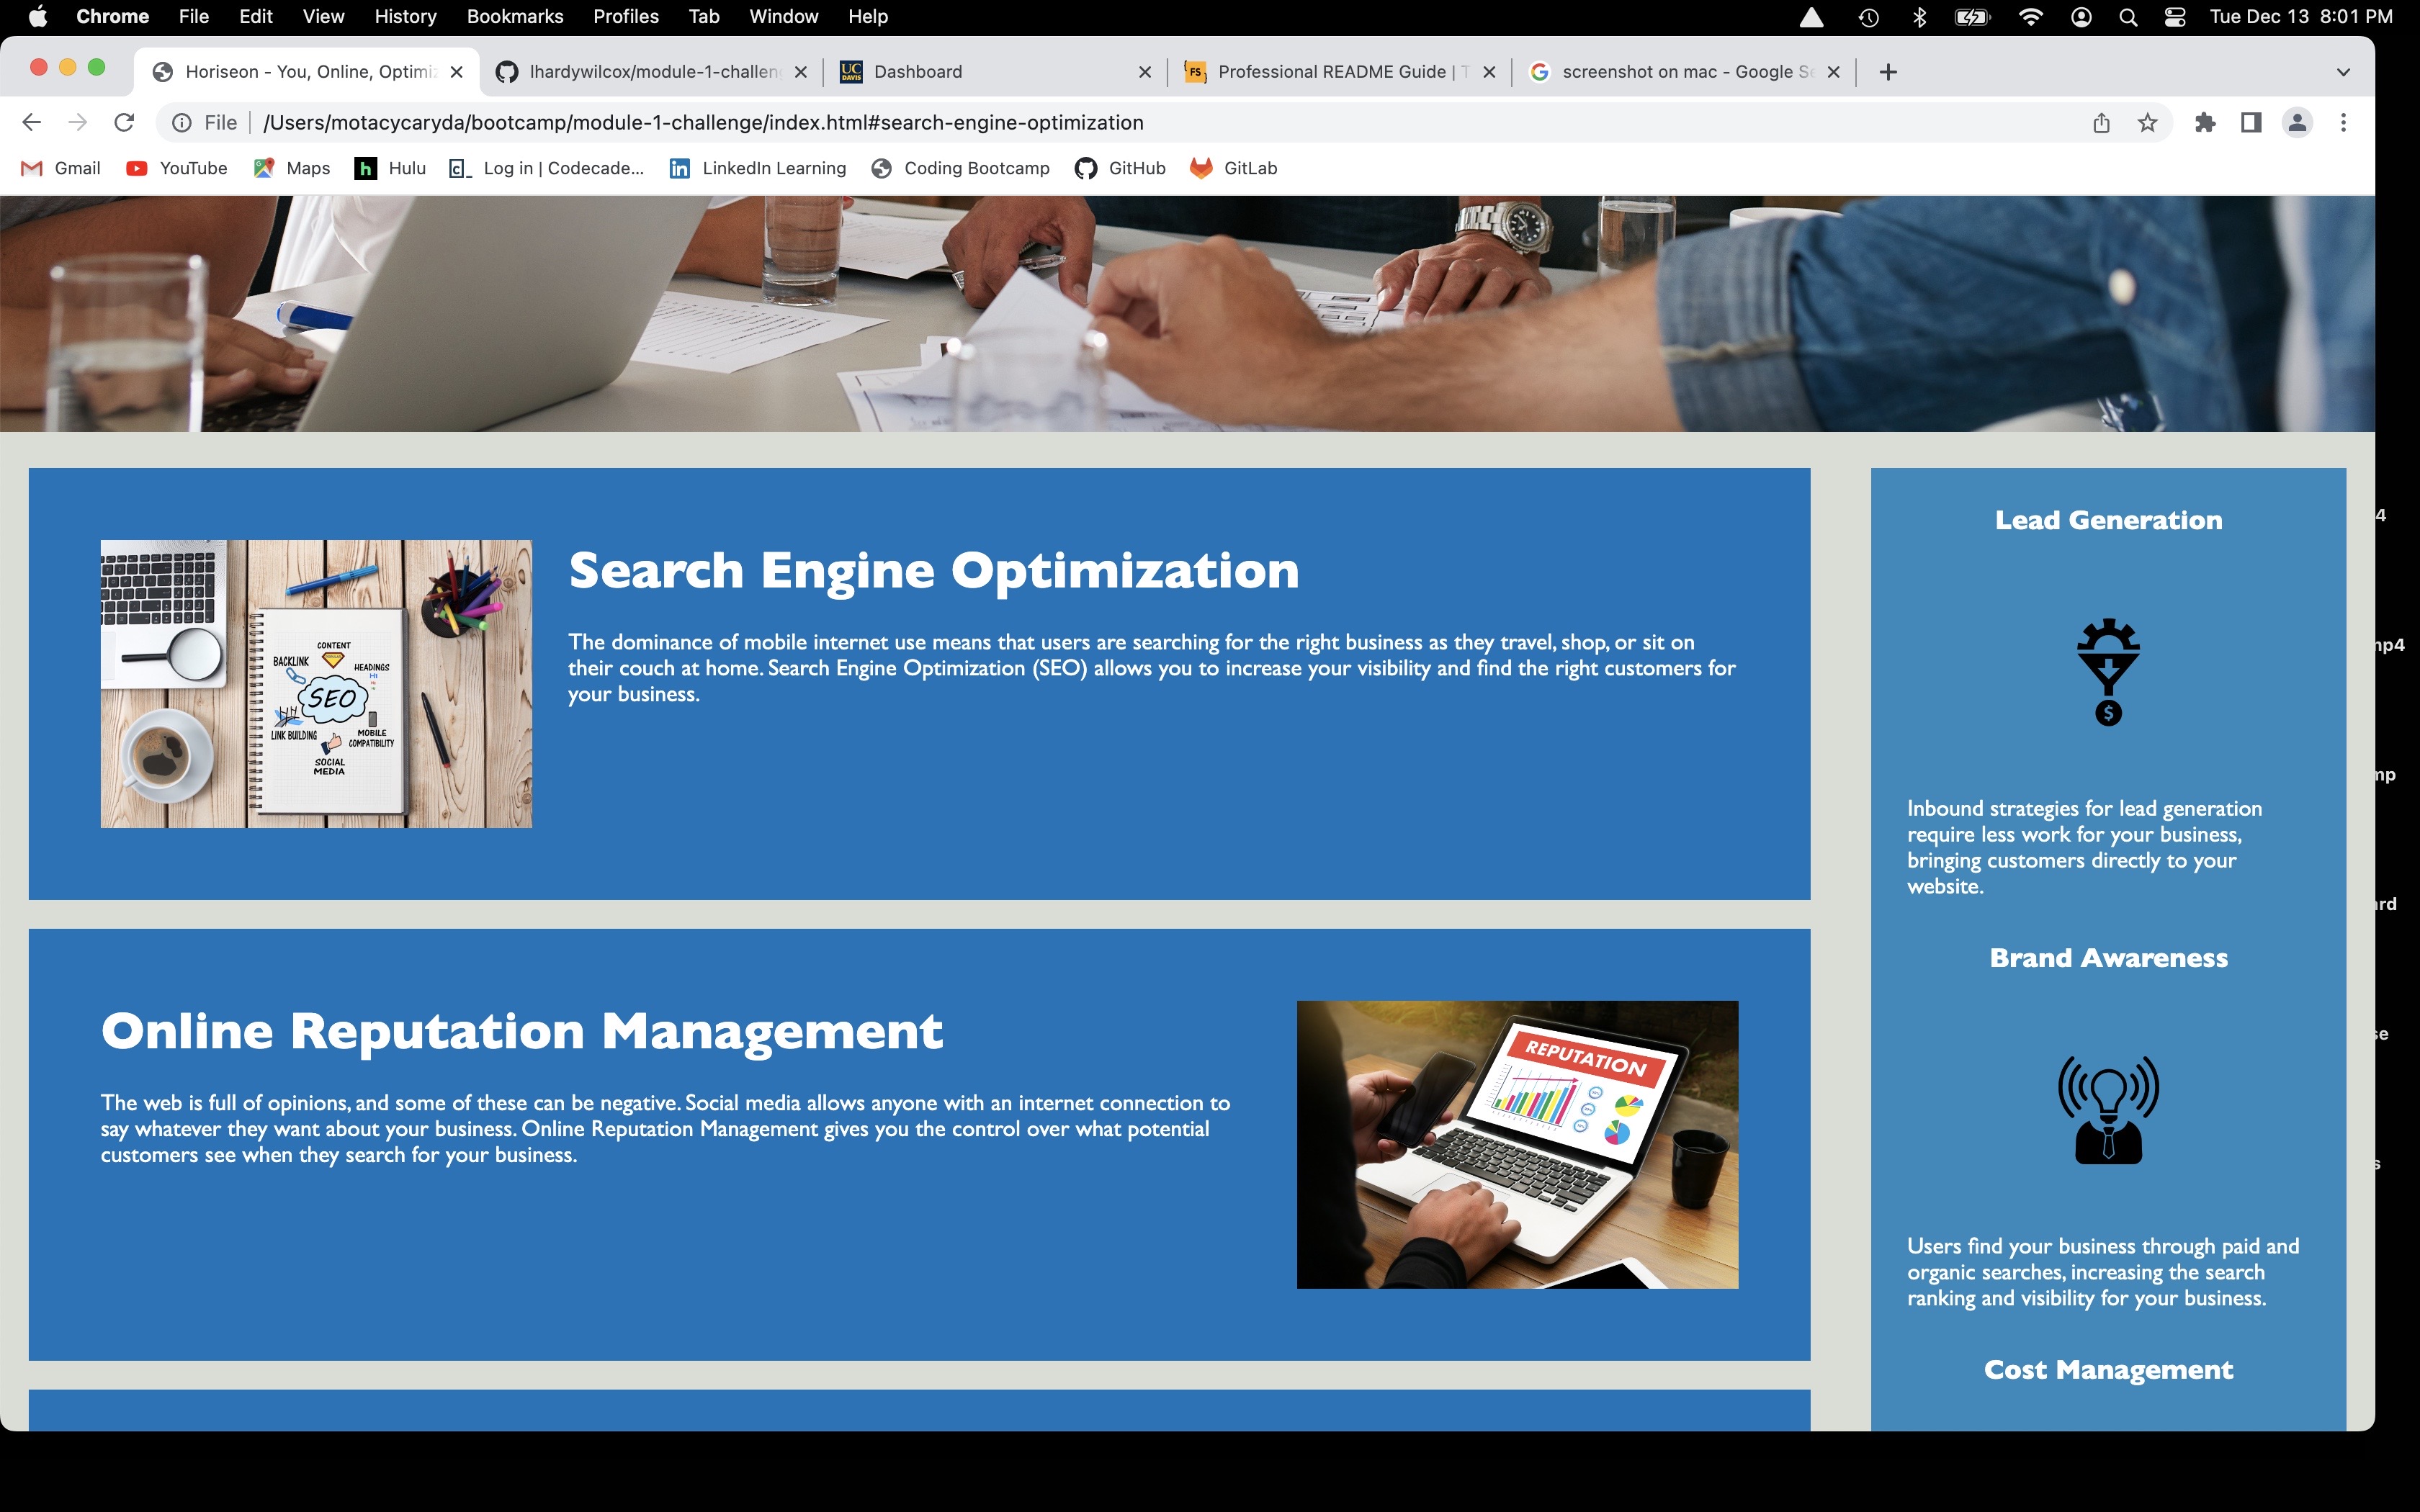 Chrome File Edit View History Bookmarks Profiles Tab Window Help Tue Dec 13 8:01 PM
Horiseon - You, Online, Optimiz lhardywilcox/module-1-challen Dashboard Professional README Guide | T screenshot on mac - Google Se
File /Users/motacycaryda/bootcamp/module-1-challenge/index.html#search-engine-optimization
Gmail YouTube Maps Hulu Log in | Codecade... LinkedIn Learning Coding Bootcamp GitHub GitLab
Search Engine Optimization
The dominance of mobile internet use means that users are searching for the right business as they travel, shop, or sit on
their couch at home. Search Engine Optimization (SEO) allows you to increase your visibility and find the right customers for
your business.
CONTENT
BACKLINK
HEADINGS
H1
SEO
LINK BUILDING
MOBILE
COMPATIBILITY
SOCIAL
MEDIA
Online Reputation Management
The web is full of opinions, and some of these can be negative. Social media allows anyone with an internet connection to
say whatever they want about your business. Online Reputation Management gives you the control over what potential
customers see when they search for your business.
REPUTATION
Lead Generation
$
Inbound strategies for lead generation
require less work for your business,
bringing customers directly to your
website.
Brand Awareness
Users find your business through paid and
organic searches, increasing the search
ranking and visibility for your business.
Cost Management